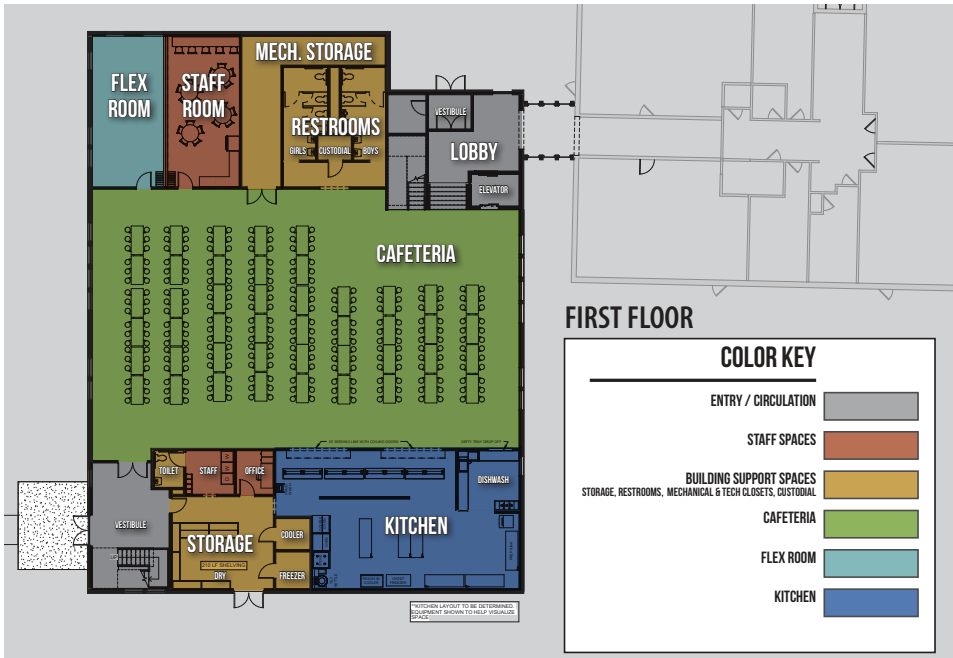 MECH. STORAGE
FLEX
ROOM
STAFF
ROOM
RESTROOMS
GIRLS
CUSTODIAL
BOYS
VESTIBULE
LOBBY
ELEVATOR
CAFETERIA
TOILET
STAFF
OFFICE
DISHWASH
VESTIBULE
STORAGE
210 LF SHELVING
DRY
COOLER
FREEZER
KITCHEN
**KITCHEN LAYOUT TO BE DETERMINED.
EQUIPMENT SHOWN TO HELP VISUALIZE
SPACE
FIRST FLOOR
COLOR KEY
ENTRY / CIRCULATION
STAFF SPACES
BUILDING SUPPORT SPACES
STORAGE, RESTROOMS, MECHANICAL & TECH CLOSETS, CUSTODIAL
CAFETERIA
FLEX ROOM
KITCHEN